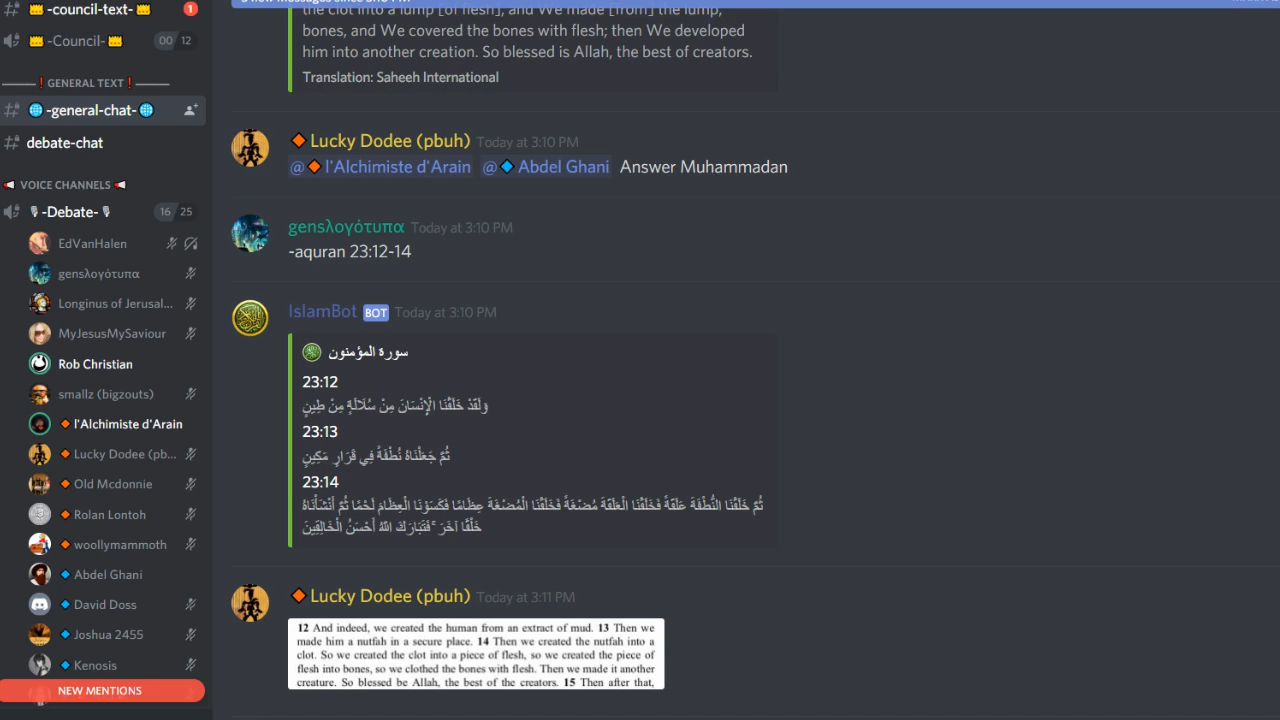 -council-text-
1
-Council-
00 12
GENERAL TEXT
-general-chat-
debate-chat
VOICE CHANNELS
-Debate-
16 25
EdVanHalen
gensλογότυπα
Longinus of Jerusal...
MyJesusMySaviour
Rob Christian
smallz (bigzouts)
l'Alchimiste d'Arain
Lucky Dodee (pb...
Old Mcdonnie
Rolan Lontoh
woollymammoth
Abdel Ghani
David Doss
Joshua 2455
Kenosis
NEW MENTIONS
the clot into a lump [of flesh], and We made [from] the lump,
bones, and We covered the bones with flesh; then We developed
him into another creation. So blessed is Allah, the best of creators.
Translation: Saheeh International
Lucky Dodee (pbuh) Today at 3:10 PM
@l'Alchimiste d'Arain @Abdel Ghani Answer Muhammadan
gensλογότυπα Today at 3:10 PM
-aquran 23:12-14
IslamBot BOT Today at 3:10 PM
سورة المؤمنون
23:12
وَلَقَدْ خَلَقْنَا الْإِنْسَانَ مِنْ سُلَالَةٍ مِنْ طِينٍ
23:13
ثُمَّ جَعَلْنَاهُ نُطْفَةً فِي قَرَارٍ مَكِينٍ
23:14
ثُمَّ خَلَقْنَا النُّطْفَةَ عَلَقَةً فَخَلَقْنَا الْعَلَقَةَ مُضْغَةً فَخَلَقْنَا الْمُضْغَةَ عِظَامًا فَكَسَوْنَا الْعِظَامَ لَحْمًا ثُمَّ أَنْشَأْنَاهُ
خَلْقًا آخَرَ ۚ فَتَبَارَكَ اللَّهُ أَحْسَنُ الْخَالِقِينَ
Lucky Dodee (pbuh) Today at 3:11 PM
12 And indeed, we created the human from an extract of mud. 13 Then we
made him a nutfah in a secure place. 14 Then we created the nutfah into a
clot. So we created the clot into a piece of flesh, so we created the piece of
flesh into bones, so we clothed the bones with flesh. Then we made it another
creature. So blessed be Allah, the best of the creators. 15 Then after that,